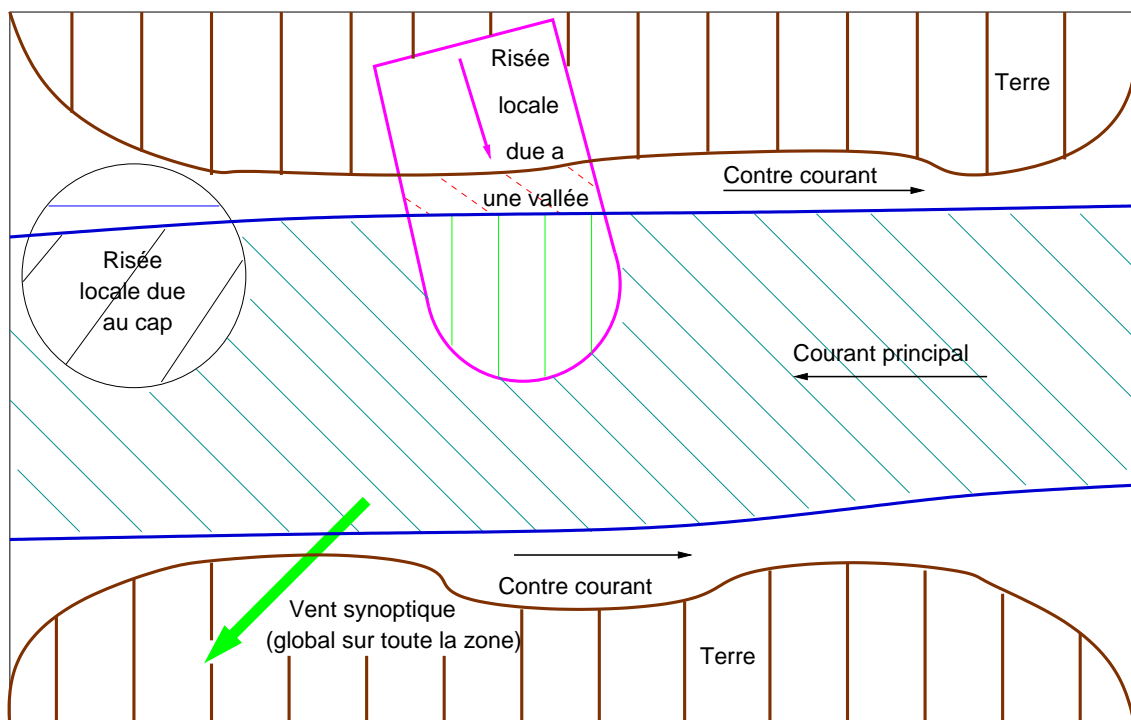 Risée
locale
due a
une vallée
Terre
Contre courant
Risée
locale due
au cap
Courant principal
Contre courant
Vent synoptique
(global sur toute la zone)
Terre